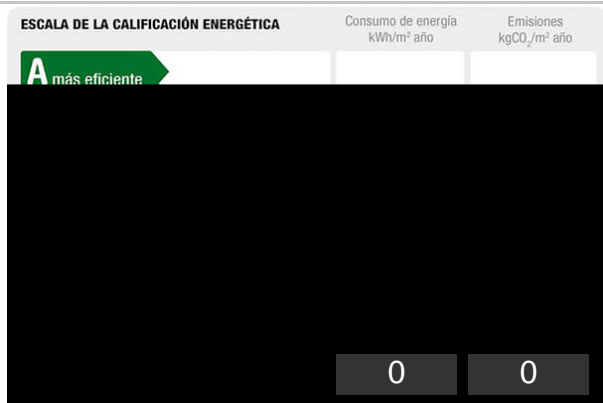 ESCALA DE LA CALIFICACIÓN ENERGÉTICA
Consumo de energía
kWh/m² año
Emisiones
kgCO₂/m² año
A más eficiente
0 0